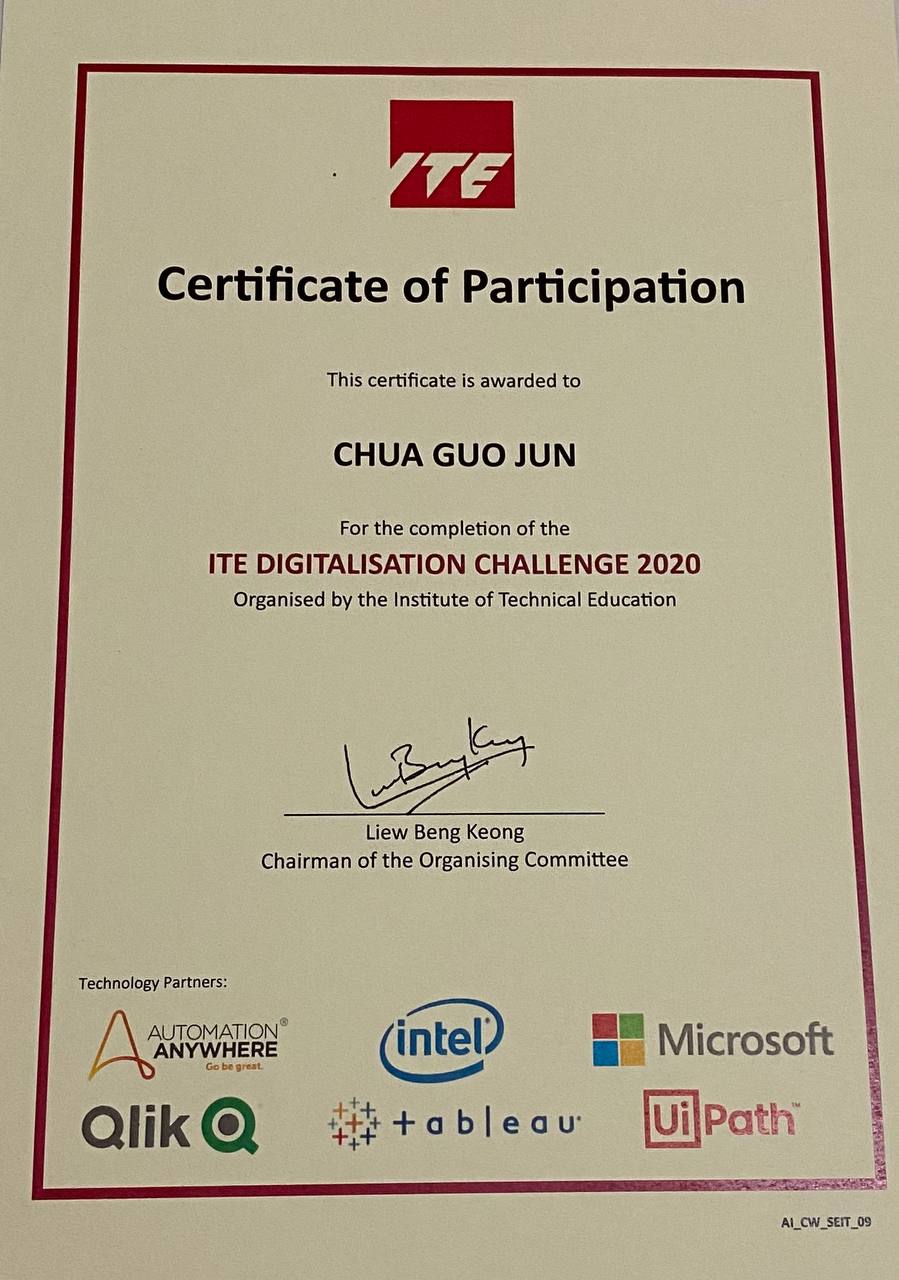 ITE
Certificate of Participation
This certificate is awarded to
CHUA GUO JUN
For the completion of the
ITE DIGITALISATION CHALLENGE 2020
Organised by the Institute of Technical Education
Liew Beng Keong
Chairman of the Organising Committee
Technology Partners:
AUTOMATION®
ANYWHERE
Go be great.
intel®
Microsoft
Qlik
+ableau
UiPath™
AI_CW_SEIT_09